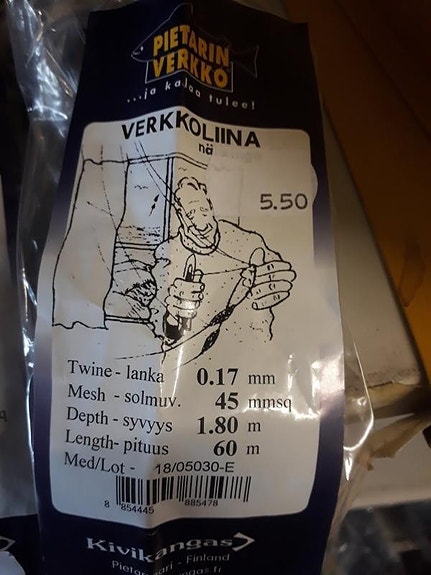 PIETARIN
VERKKO
...ja kalaa tulee!
VERKKOLIINA
nä
5.50
Twine - lanka 0.17 mm
Mesh - solmuv. 45 mmsq
Depth - syvyys 1.80 m
Length- pituus 60 m
Med/Lot - 18/05030-E
8 854445 885478
Kivikangas
Finland